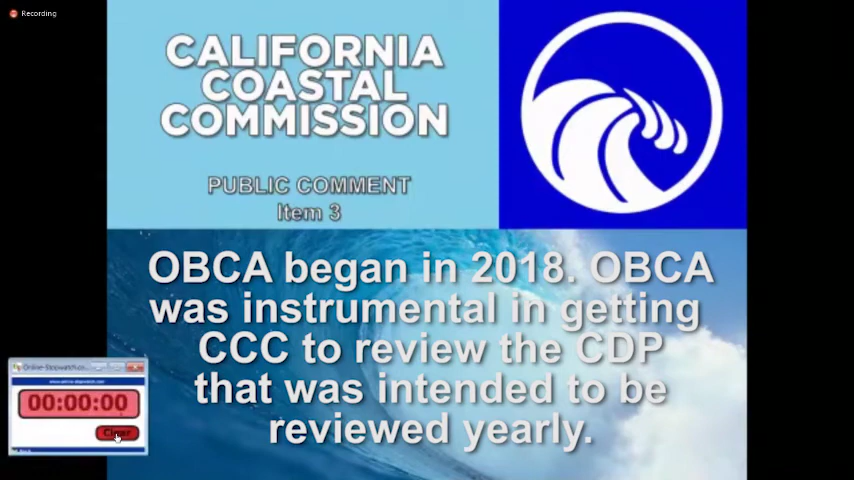 Recording
CALIFORNIA
COASTAL
COMMISSION
PUBLIC COMMENT
Item 3
OBCA began in 2018. OBCA
was instrumental in getting
CCC to review the CDP
that was intended to be
reviewed yearly.
00:00:00
Clear